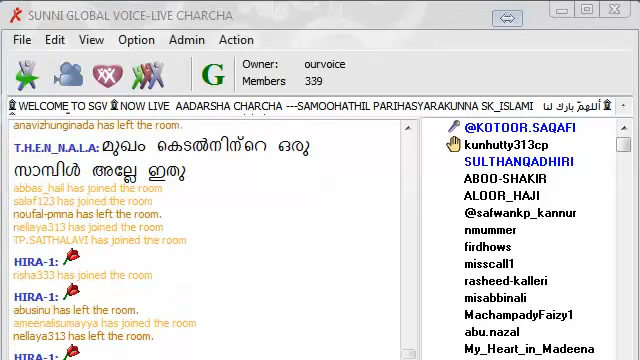 SUNNI GLOBAL VOICE-LIVE CHARCHA
File Edit View Option Admin Action
G Owner: ourvoice
Members 339
WELCOME TO SGV NOW LIVE AADARSHA CHARCHA ---SAMOOHATHIL PARIHASYARAKUNNA SK_ISLAMI أللهمّ بارك لنا
anavizhunginada has left the room.
T.H.E.N_N_A.L.A: മുഖം കെടൽനിന്റെ ഒരു
സാമ്പിൾ അല്ലേ ഇതു
abbas_hail has joined the room
salaf123 has joined the room
noufal-pmna has left the room.
nellaya313 has joined the room
TP.SAITHALAVI has joined the room
HIRA-1:
risha333 has joined the room
HIRA-1:
abusinu has left the room.
ameenalisumayya has joined the room
nellaya313 has left the room.
HIRA-1:
@KOTOOR.SAQAFI
kunhutty313cp
SULTHANQADHIRI
ABOO-SHAKIR
ALOOR_HAJI
@safwankp_kannur
nmummer
firdhows
misscall1
rasheed-kalleri
misabbinali
MachampadyFaizy1
abu.nazal
My_Heart_in_Madeena